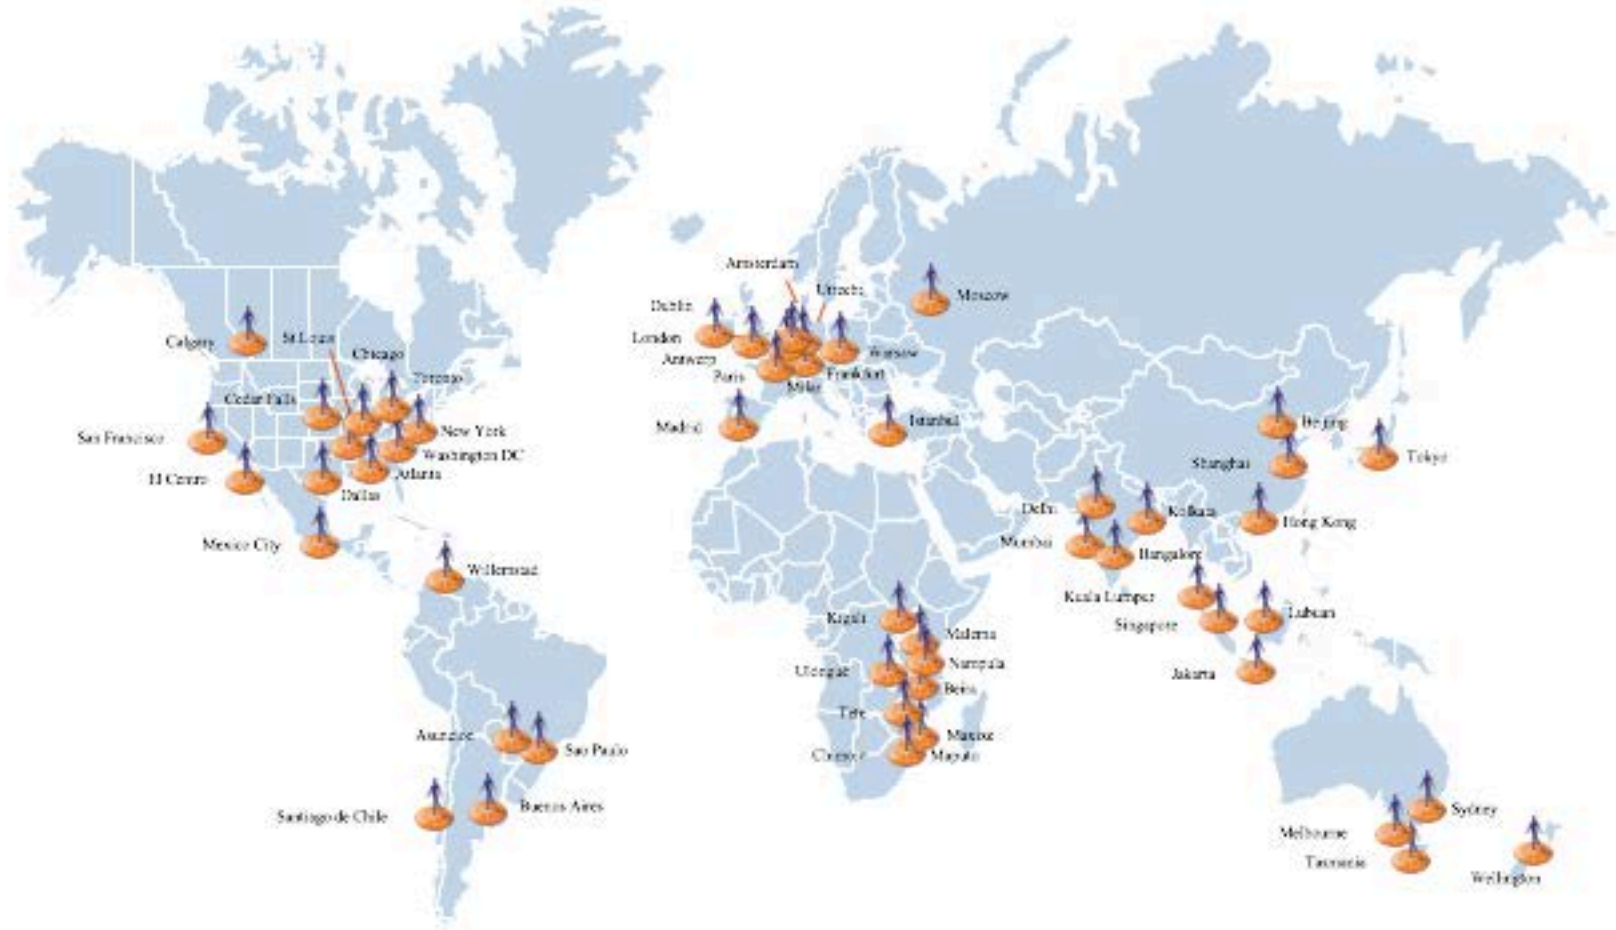 Amsterdam
Utrecht
Dublin
Moscow
London
Calgary
St Louis
Chicago
Antwerp
Warsaw
Paris
Frankfurt
Milan
Toronto
Cedar Falls
Madrid
Istanbul
Beijing
San Francisco
New York
Washington DC
Shanghai
Tokyo
El Centro
Atlanta
Dallas
Delhi
Kolkata
Hong Kong
Mexico City
Mumbai
Bangalore
Willemstad
Kuala Lumper
Labuan
Kigali
Singapore
Malema
Nampula
Ulongue
Jakarta
Beira
Tete
Asuncion
Maxixe
Sao Paulo
Maputo
Buenos Aires
Santiago de Chile
Sydney
Melbourne
Tasmania
Wellington